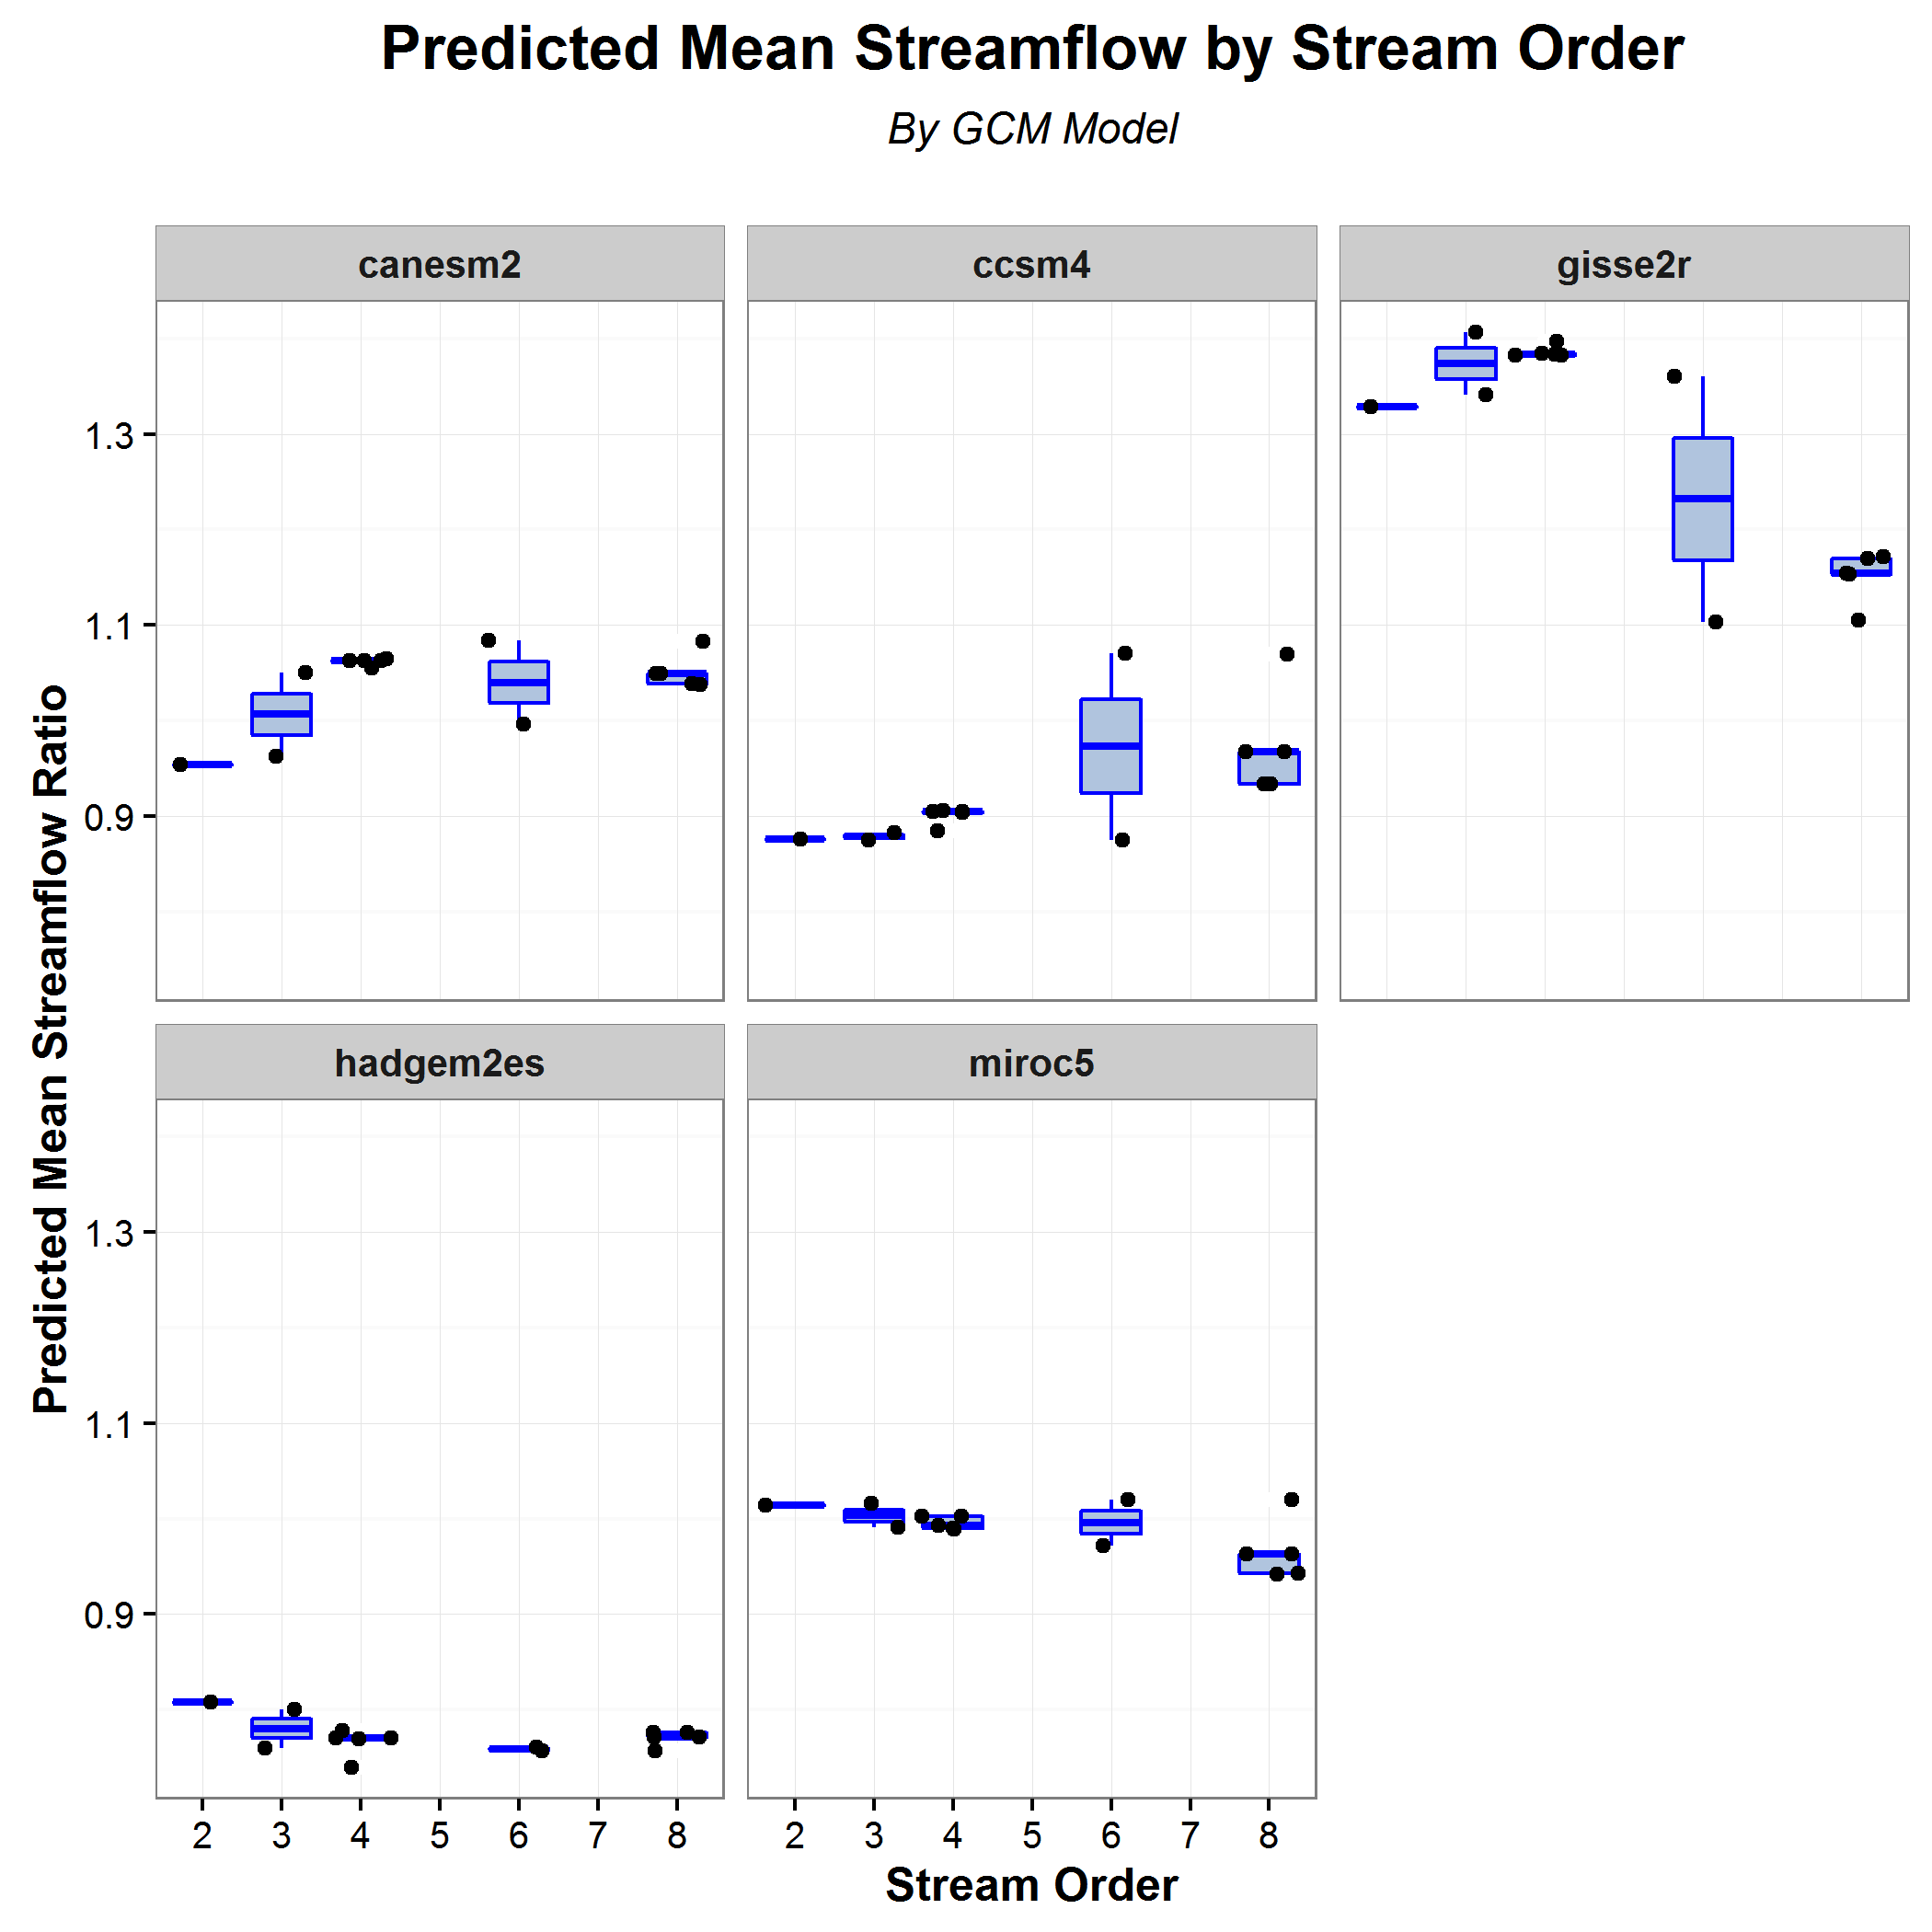 Predicted Mean Streamflow by Stream Order
By GCM Model
canesm2
ccsm4
gisse2r
1.3
1.1
0.9
Predicted Mean Streamflow Ratio
hadgem2es
miroc5
1.3
1.1
0.9
2 3 4 5 6 7 8
2 3 4 5 6 7 8
Stream Order